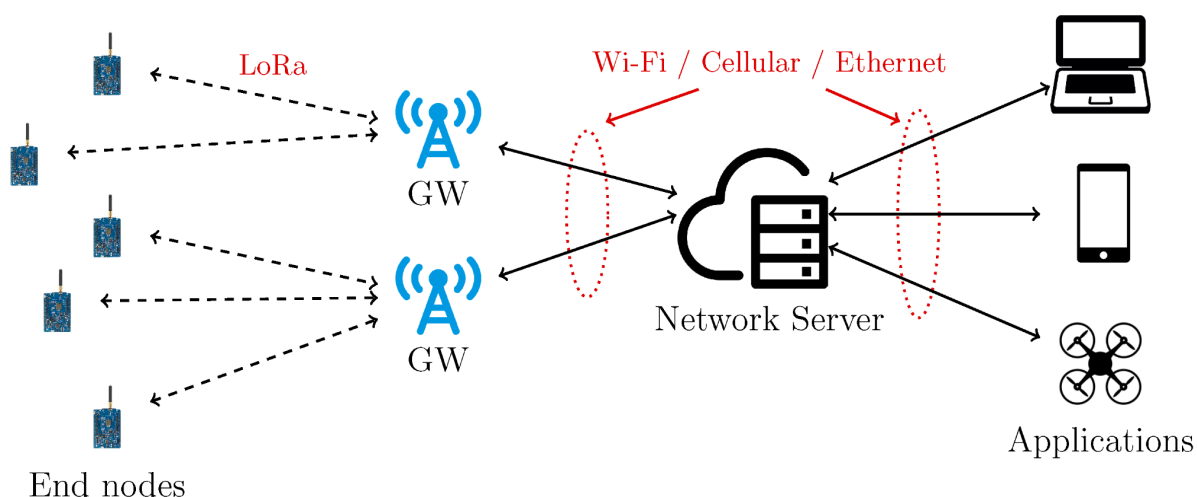 LoRa
Wi-Fi / Cellular / Ethernet
GW
GW
Network Server
Applications
End nodes